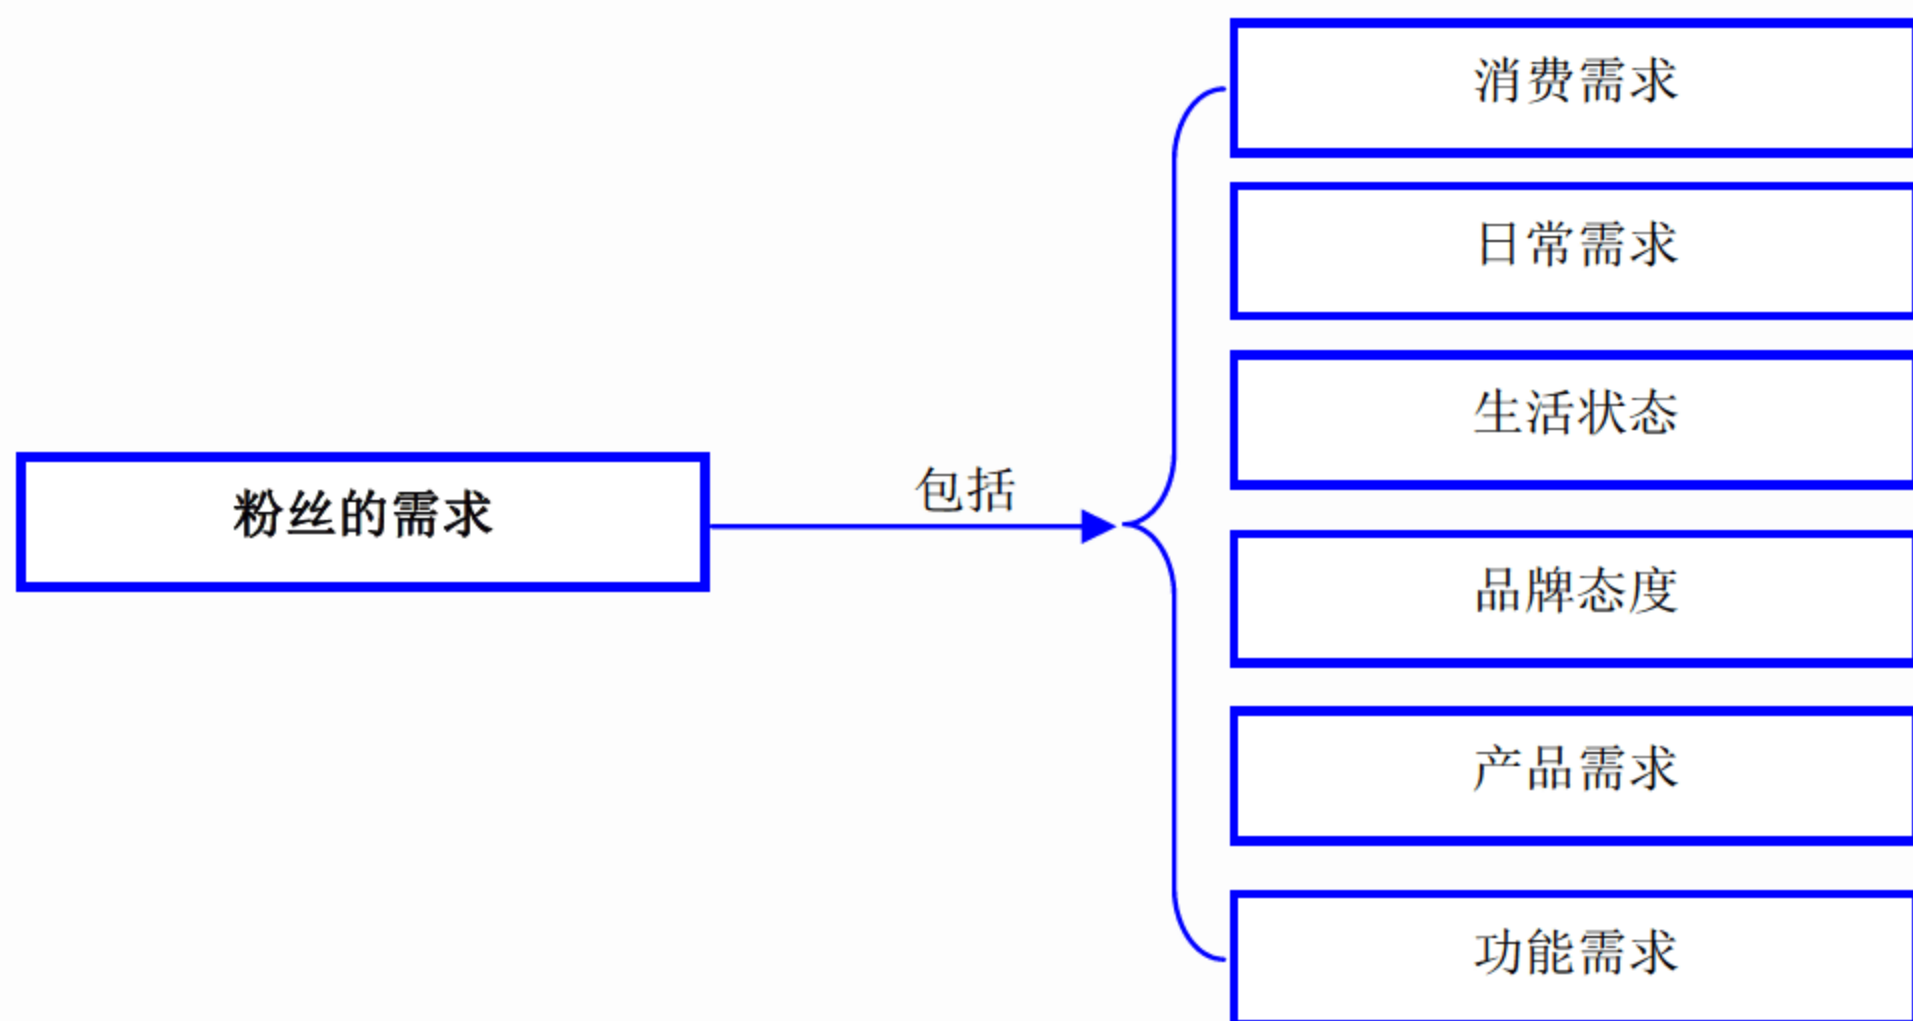 粉丝的需求
包括
消费需求
日常需求
生活状态
品牌态度
产品需求
功能需求